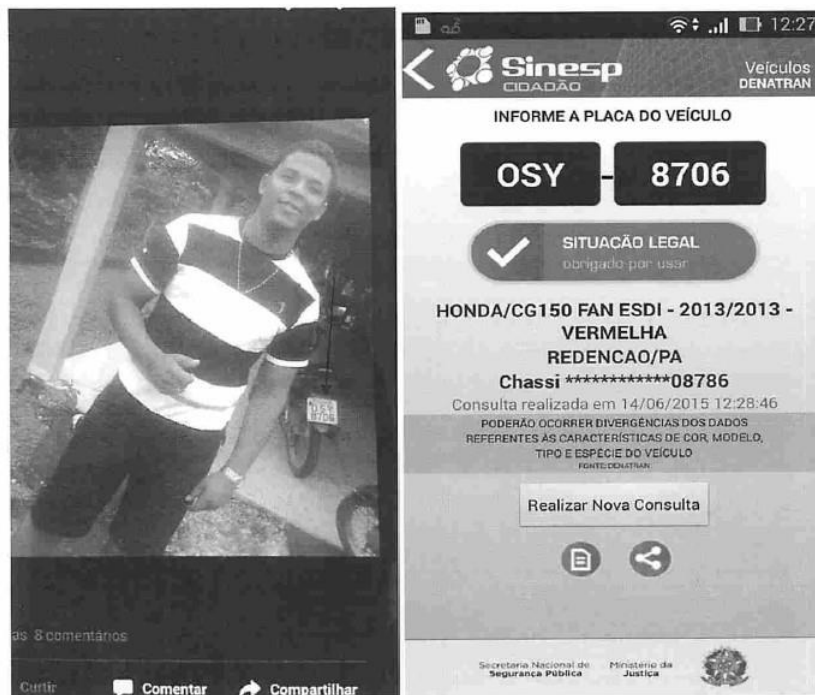 OSY
8706
as 8 comentários
Curtir
Comentar
Compartilhar
12:27
Sinesp
CIDADÃO
Veículos
DENATRAN
INFORME A PLACA DO VEÍCULO
OSY - 8706
SITUAÇÃO LEGAL
obrigado por usar
HONDA/CG150 FAN ESDI - 2013/2013 -
VERMELHA
REDENCAO/PA
Chassi ************08786
Consulta realizada em 14/06/2015 12:28:46
PODERÃO OCORRER DIVERGÊNCIAS DOS DADOS
REFERENTES ÀS CARACTERÍSTICAS DE COR, MODELO,
TIPO E ESPÉCIE DO VEÍCULO
FONTE:DENATRAN
Realizar Nova Consulta
Secretaria Nacional de
Segurança Pública
Ministério da
Justiça